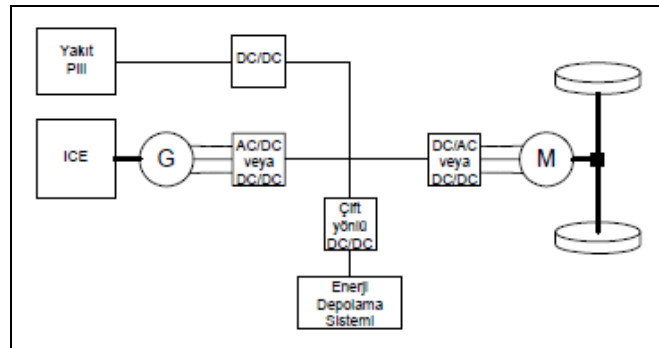 Yakıt
Pili
DC/DC
ICE
G
AC/DC
veya
DC/DC
DC/AC
veya
DC/DC
M
Çift
yönlü
DC/DC
Enerji
Depolama
Sistemi